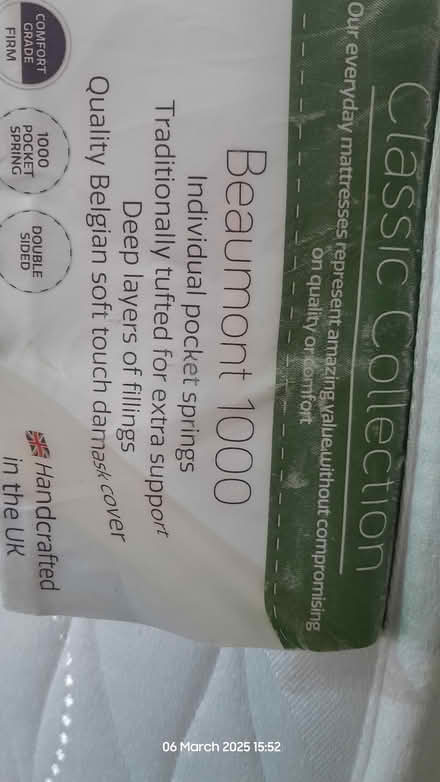 Classic Collection
Our everyday mattresses represent amazing value without compromising
on quality or comfort
Beaumont 1000
Individual pocket springs
Traditionally tufted for extra support
Deep layers of fillings
Quality Belgian soft touch damask cover
COMFORT
GRADE
FIRM
1000
POCKET
SPRING
DOUBLE
SIDED
Handcrafted
in the UK
06 March 2025 15:52